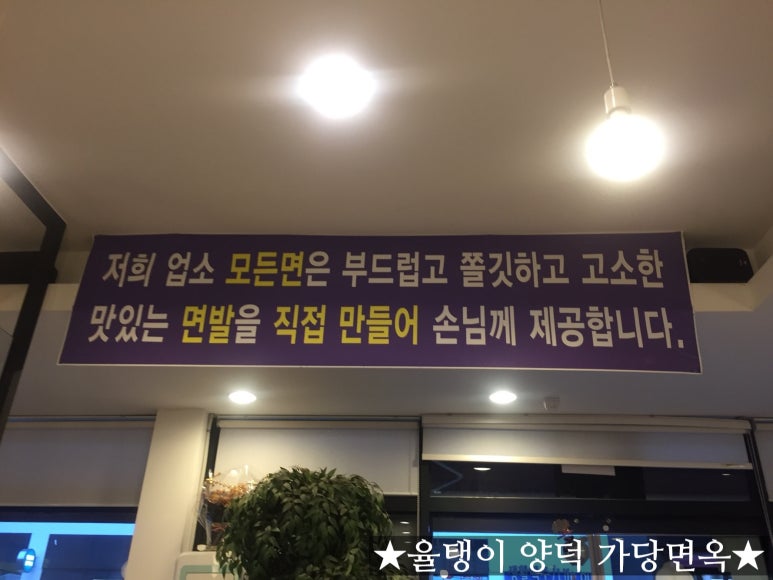 저희 업소 모든면은 부드럽고 쫄깃하고 고소한
맛있는 면발을 직접 만들어 손님께 제공합니다.
★율탱이 양덕 가당면옥★